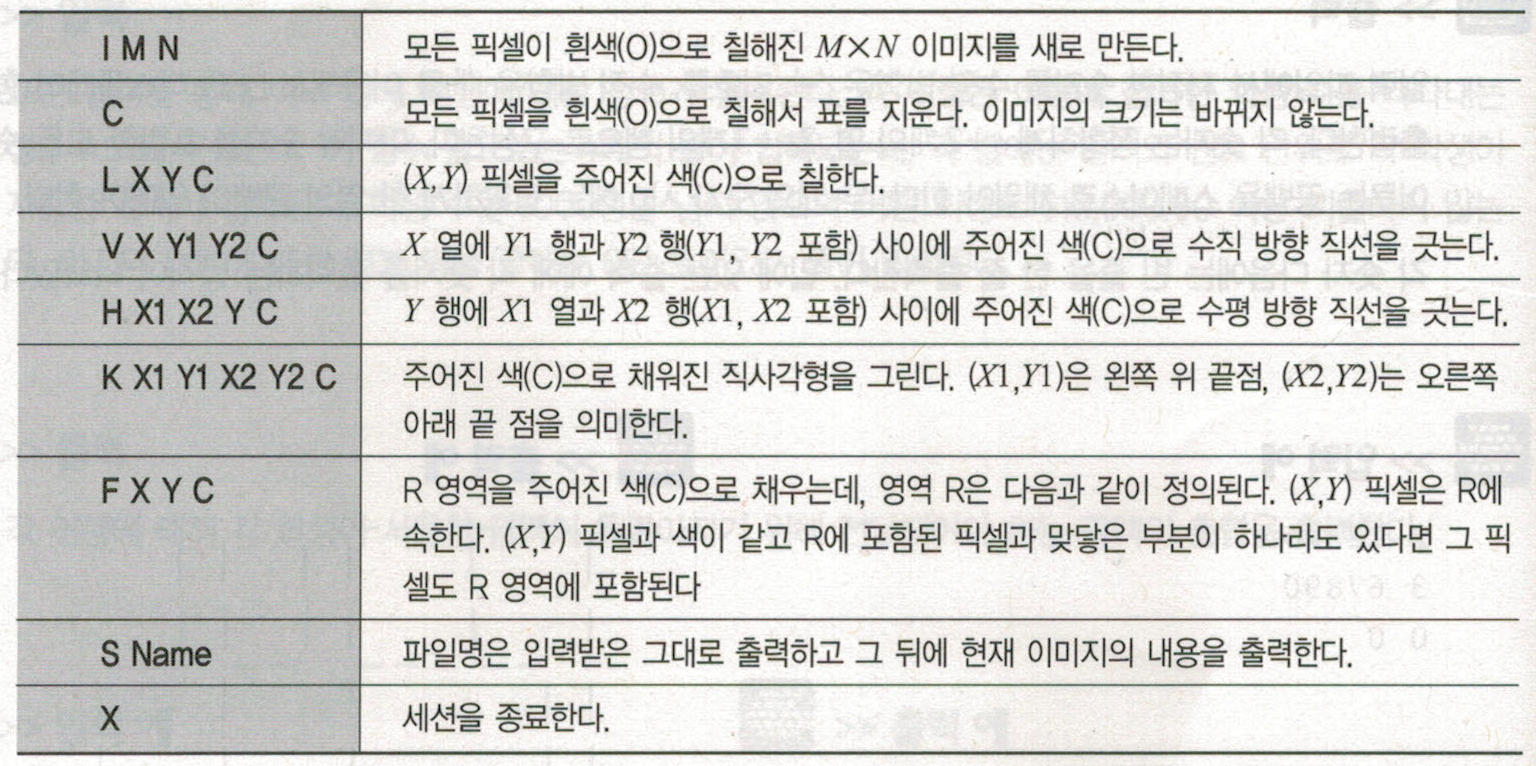 I M N
모든 픽셀이 흰색(O)으로 칠해진 M×N 이미지를 새로 만든다.
C
모든 픽셀을 흰색(O)으로 칠해서 표를 지운다. 이미지의 크기는 바뀌지 않는다.
L X Y C
(X,Y) 픽셀을 주어진 색(C)으로 칠한다.
V X Y1 Y2 C
X 열에 Y1 행과 Y2 행(Y1, Y2 포함) 사이에 주어진 색(C)으로 수직 방향 직선을 긋는다.
H X1 X2 Y C
Y 행에 X1 열과 X2 행(X1, X2 포함) 사이에 주어진 색(C)으로 수평 방향 직선을 긋는다.
K X1 Y1 X2 Y2 C
주어진 색(C)으로 채워진 직사각형을 그린다. (X1,Y1)은 왼쪽 위 끝점, (X2,Y2)는 오른쪽
아래 끝 점을 의미한다.
F X Y C
R 영역을 주어진 색(C)으로 채우는데, 영역 R은 다음과 같이 정의된다. (X,Y) 픽셀은 R에
속한다. (X,Y) 픽셀과 색이 같고 R에 포함된 픽셀과 맞닿은 부분이 하나라도 있다면 그 픽
셀도 R 영역에 포함된다
S Name
파일명은 입력받은 그대로 출력하고 그 뒤에 현재 이미지의 내용을 출력한다.
X
세션을 종료한다.